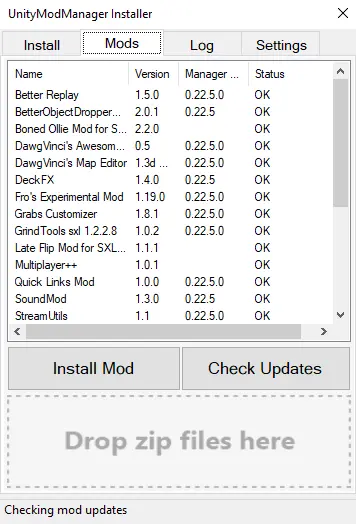 UnityModManager Installer
Install Mods Log Settings
Name Version Manager ... Status
Better Replay 1.5.0 0.22.5.0 OK
BetterObjectDropper... 2.0.1 0.22.5 OK
Boned Ollie Mod for S... 2.2.0 OK
DawgVinci's Awesom... 0.5 0.22.5.0 OK
DawgVinci's Map Editor 1.3d ... 0.22.5.0 OK
DeckFX 1.4.0 0.22.5 OK
Fro's Experimental Mod 1.19.0 0.22.5.0 OK
Grabs Customizer 1.8.1 0.22.5.0 OK
GrindTools sxl 1.2.2.8 1.0.2 0.22.5.0 OK
Late Flip Mod for SXL... 1.1.1 OK
Multiplayer++ 1.0.1 OK
Quick Links Mod 1.0.0 0.22.5.0 OK
SoundMod 1.3.0 0.22.5 OK
StreamUtils 1.1 0.22.5.0 OK
Install Mod Check Updates
Drop zip files here
Checking mod updates